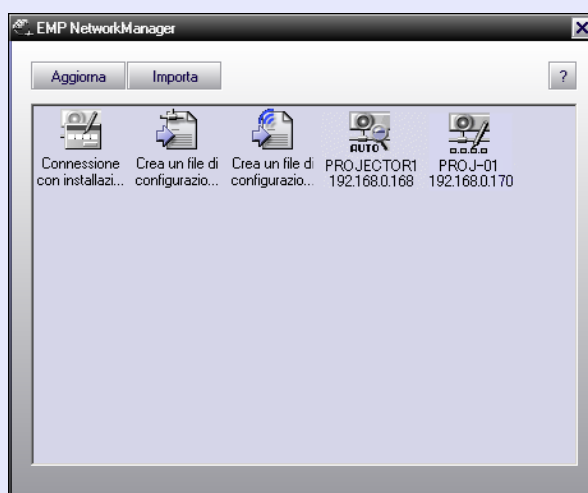 EMP NetworkManager
Aggiorna Importa ?
Connessione con installazi...
Crea un file di configurazio...
Crea un file di configurazio...
AUTO
PROJECTOR1
192.168.0.168
PROJ-01
192.168.0.170